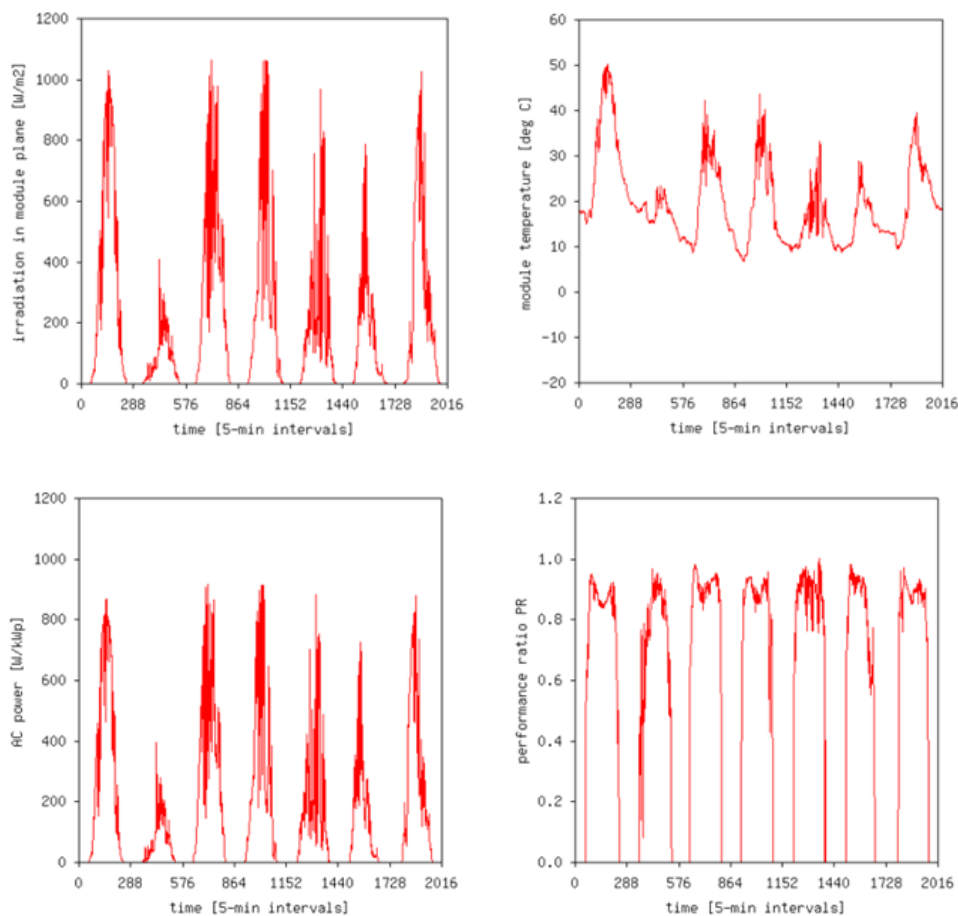 1200
1000
800
600
400
200
0
irradiation in module plane [W/m2]
0 288 576 864 1152 1440 1728 2016
time [5-min intervals]
60
50
40
30
20
10
0
-10
-20
module temperature [deg C]
0 288 576 864 1152 1440 1728 2016
time [5-min intervals]
1200
1000
800
600
400
200
0
AC power [W/kWp]
0 288 576 864 1152 1440 1728 2016
time [5-min intervals]
1.2
1.0
0.8
0.6
0.4
0.2
0.0
performance ratio PR
0 288 576 864 1152 1440 1728 2016
time [5-min intervals]